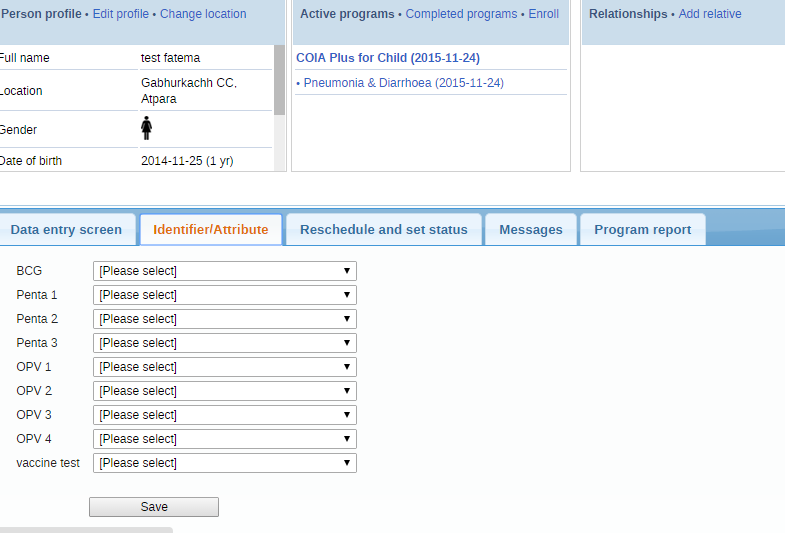 Person profile • Edit profile • Change location
Full name test fatema
Location Gabhurkachh CC,
Atpara
Gender
Date of birth 2014-11-25 (1 yr)
Active programs • Completed programs • Enroll
COIA Plus for Child (2015-11-24)
• Pneumonia & Diarrhoea (2015-11-24)
Relationships • Add relative
Data entry screen Identifier/Attribute Reschedule and set status Messages Program report
BCG [Please select]
Penta 1 [Please select]
Penta 2 [Please select]
Penta 3 [Please select]
OPV 1 [Please select]
OPV 2 [Please select]
OPV 3 [Please select]
OPV 4 [Please select]
vaccine test [Please select]
Save